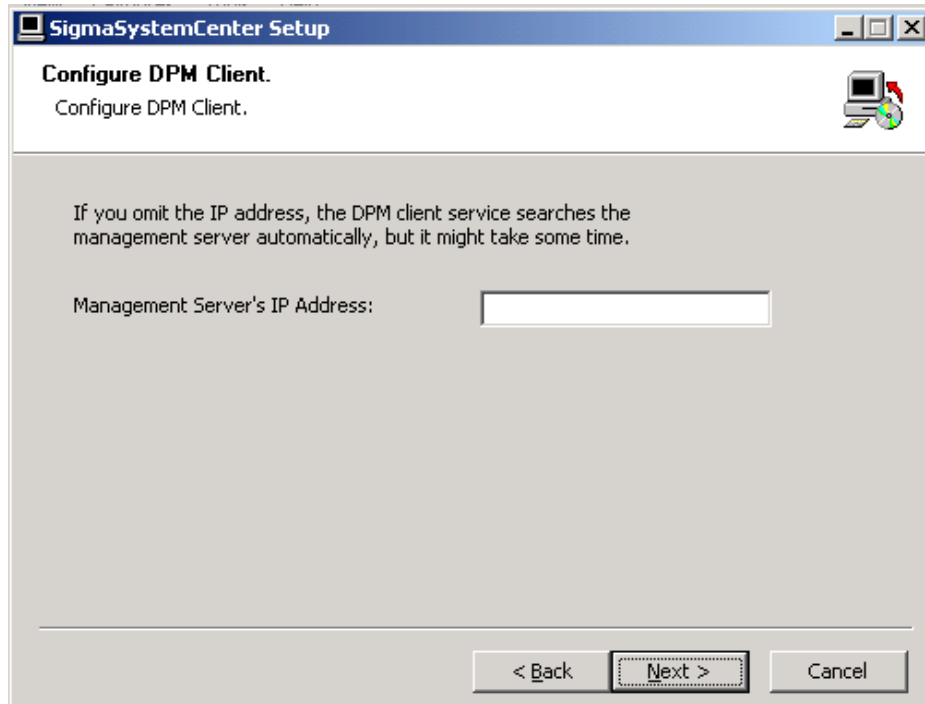 SigmaSystemCenter Setup
Configure DPM Client.
Configure DPM Client.
If you omit the IP address, the DPM client service searches the
management server automatically, but it might take some time.
Management Server's IP Address:
< Back
Next >
Cancel